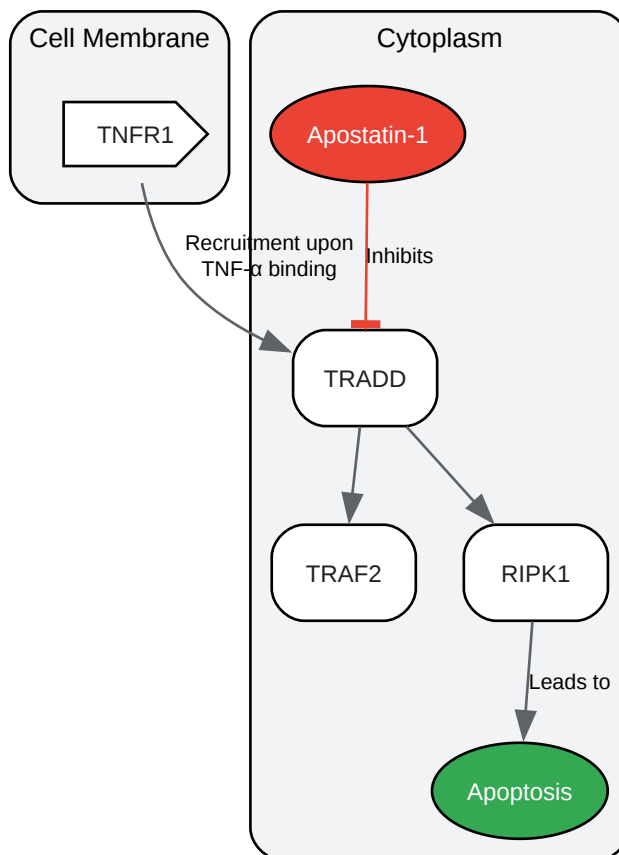 Cell Membrane
Cytoplasm
TNFR1
Apostatin-1
Recruitment upon
TNF-α binding
Inhibits
TRADD
TRAF2
RIPK1
Leads to
Apoptosis